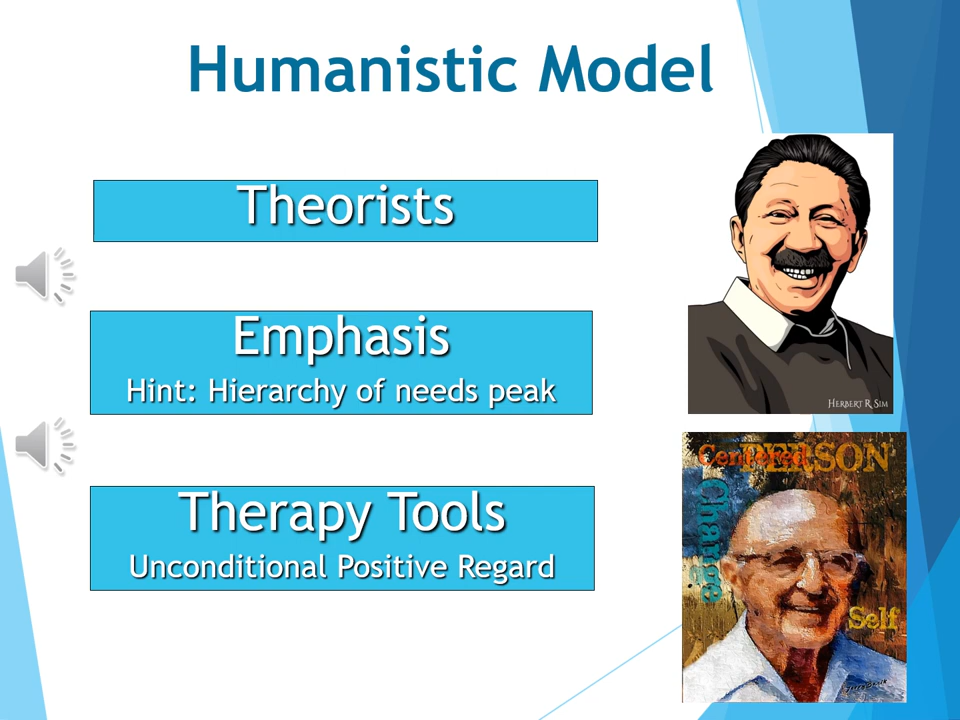 Humanistic Model
Theorists
Emphasis
Hint: Hierarchy of needs peak
Therapy Tools
Unconditional Positive Regard
HERBERT R. SIM
Centered
PERSON
Change
Self